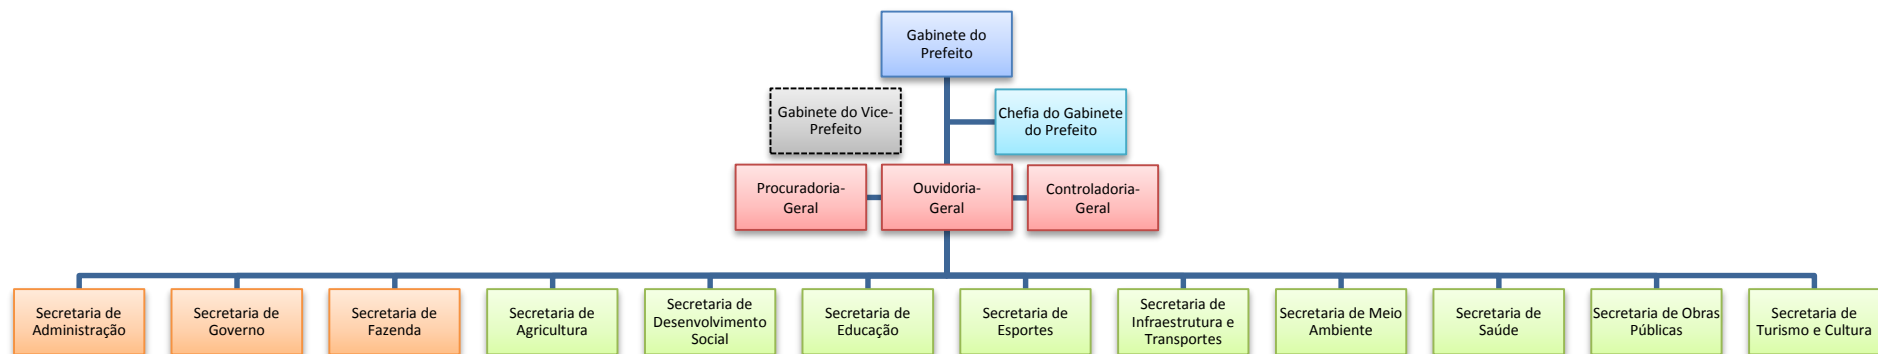 Gabinete do
Prefeito
Gabinete do Vice-
Prefeito
Chefia do Gabinete
do Prefeito
Procuradoria-
Geral
Ouvidoria-
Geral
Controladoria-
Geral
Secretaria de
Administração
Secretaria de
Governo
Secretaria de
Fazenda
Secretaria de
Agricultura
Secretaria de
Desenvolvimento
Social
Secretaria de
Educação
Secretaria de
Esportes
Secretaria de
Infraestrutura e
Transportes
Secretaria de Meio
Ambiente
Secretaria de
Saúde
Secretaria de Obras
Públicas
Secretaria de
Turismo e Cultura